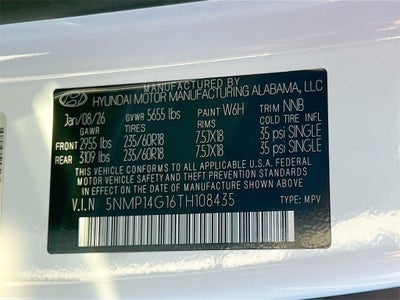 MANUFACTURED BY
HYUNDAI MOTOR MANUFACTURING ALABAMA, LLC
Jan/08/26 GVWR 5655 lbs PAINT W6H TRIM NNB
GAWR TIRES RIMS COLD TIRE INFL
FRONT 2955 lbs 235/60R18 7.5JX18 35 psi SINGLE
REAR 3109 lbs 235/60R18 7.5JX18 35 psi SINGLE
THIS VEHICLE CONFORMS TO ALL APPLICABLE U.S.A FEDERAL
MOTOR VEHICLE SAFETY AND THEFT PREVENTION STANDARDS
IN EFFECT ON THE DATE OF MANUFACTURE SHOWN ABOVE.
V.I.N 5NMP14G16TH108435
TYPE: MPV